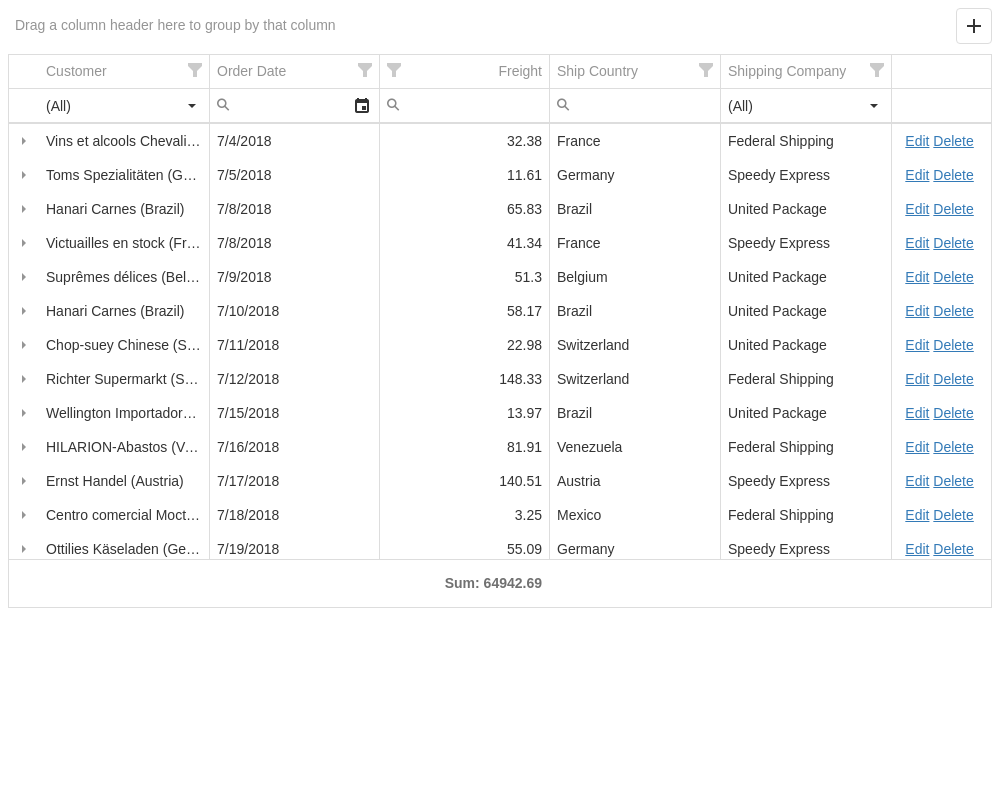 Drag a column header here to group by that column
Customer Order Date Freight Ship Country Shipping Company
(All) (All)
Vins et alcools Chevali... 7/4/2018 32.38 France Federal Shipping Edit Delete
Toms Spezialitäten (G... 7/5/2018 11.61 Germany Speedy Express Edit Delete
Hanari Carnes (Brazil) 7/8/2018 65.83 Brazil United Package Edit Delete
Victuailles en stock (Fr... 7/8/2018 41.34 France Speedy Express Edit Delete
Suprêmes délices (Bel... 7/9/2018 51.3 Belgium United Package Edit Delete
Hanari Carnes (Brazil) 7/10/2018 58.17 Brazil United Package Edit Delete
Chop-suey Chinese (S... 7/11/2018 22.98 Switzerland United Package Edit Delete
Richter Supermarkt (S... 7/12/2018 148.33 Switzerland Federal Shipping Edit Delete
Wellington Importador... 7/15/2018 13.97 Brazil United Package Edit Delete
HILARION-Abastos (V... 7/16/2018 81.91 Venezuela Federal Shipping Edit Delete
Ernst Handel (Austria) 7/17/2018 140.51 Austria Speedy Express Edit Delete
Centro comercial Moct... 7/18/2018 3.25 Mexico Federal Shipping Edit Delete
Ottilies Käseladen (Ge... 7/19/2018 55.09 Germany Speedy Express Edit Delete
Sum: 64942.69